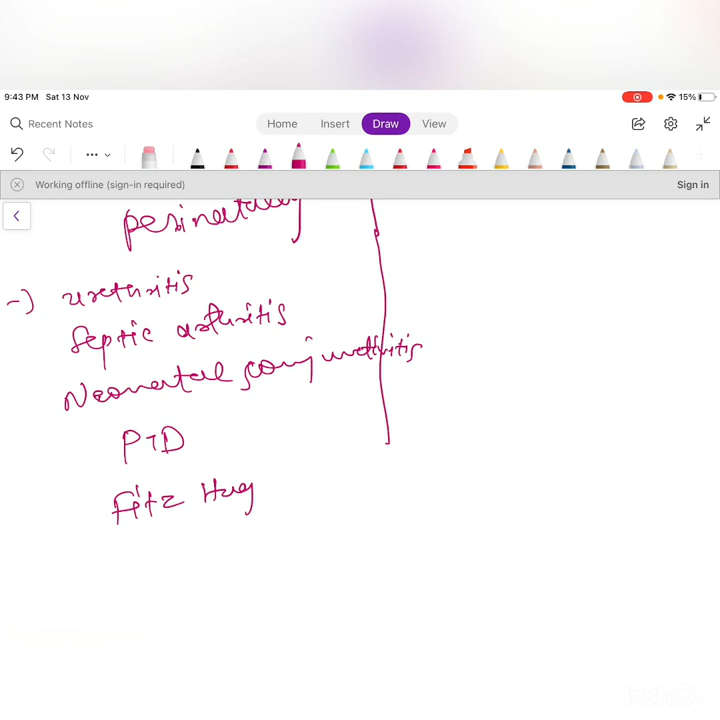 9:43 PM Sat 13 Nov 15%
Recent Notes Home Insert Draw View
Working offline (sign-in required) Sign in
perinatally
-) urethritis
septic arthritis
Neonatal conjunctivitis
PID
Fitz Hug